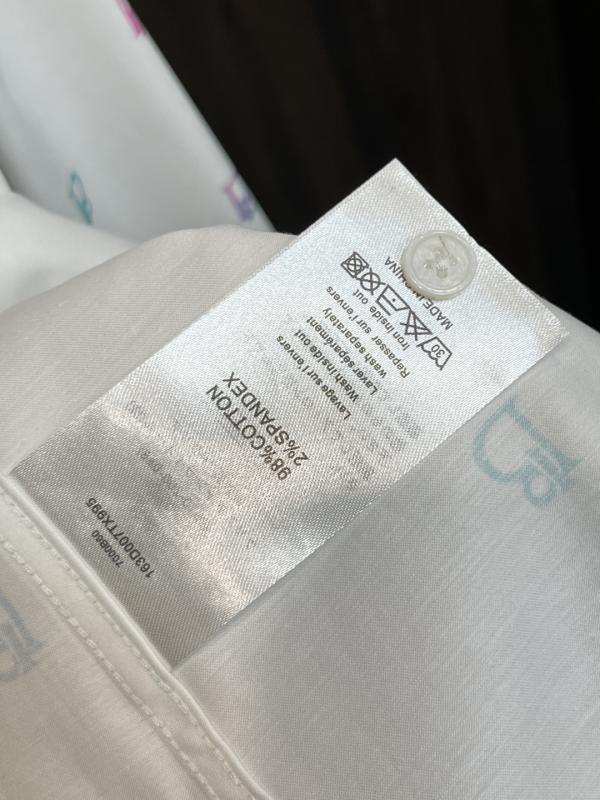 7000B60
163D007TX995
98%COTTON
2%SPANDEX
Lavage sur l'envers
Wash inside out
Laver séparément
wash separately
Repasser sur l'envers
Iron inside out
30
MADE IN CHINA